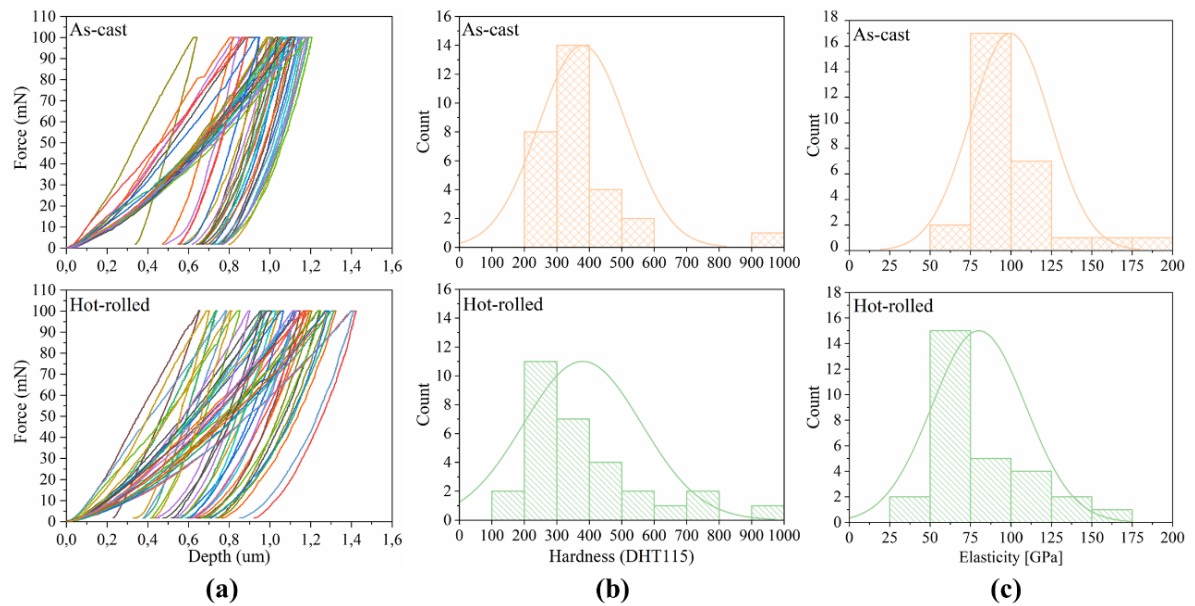 110
100
90
80
70
60
50
40
30
20
10
0
Force (mN)
As-cast
0,0 0,2 0,4 0,6 0,8 1,0 1,2 1,4 1,6
16
14
12
10
8
6
4
2
0
Count
As-cast
0 100 200 300 400 500 600 700 800 900 1000
18
16
14
12
10
8
6
4
2
0
Count
As-cast
0 25 50 75 100 125 150 175 200
110
100
90
80
70
60
50
40
30
20
10
0
Force (mN)
Hot-rolled
0,0 0,2 0,4 0,6 0,8 1,0 1,2 1,4 1,6
Depth (um)
16
14
12
10
8
6
4
2
0
Count
Hot-rolled
0 100 200 300 400 500 600 700 800 900 1000
Hardness (DHT115)
18
16
14
12
10
8
6
4
2
0
Count
Hot-rolled
0 25 50 75 100 125 150 175 200
Elasticity [GPa]
(a) (b) (c)